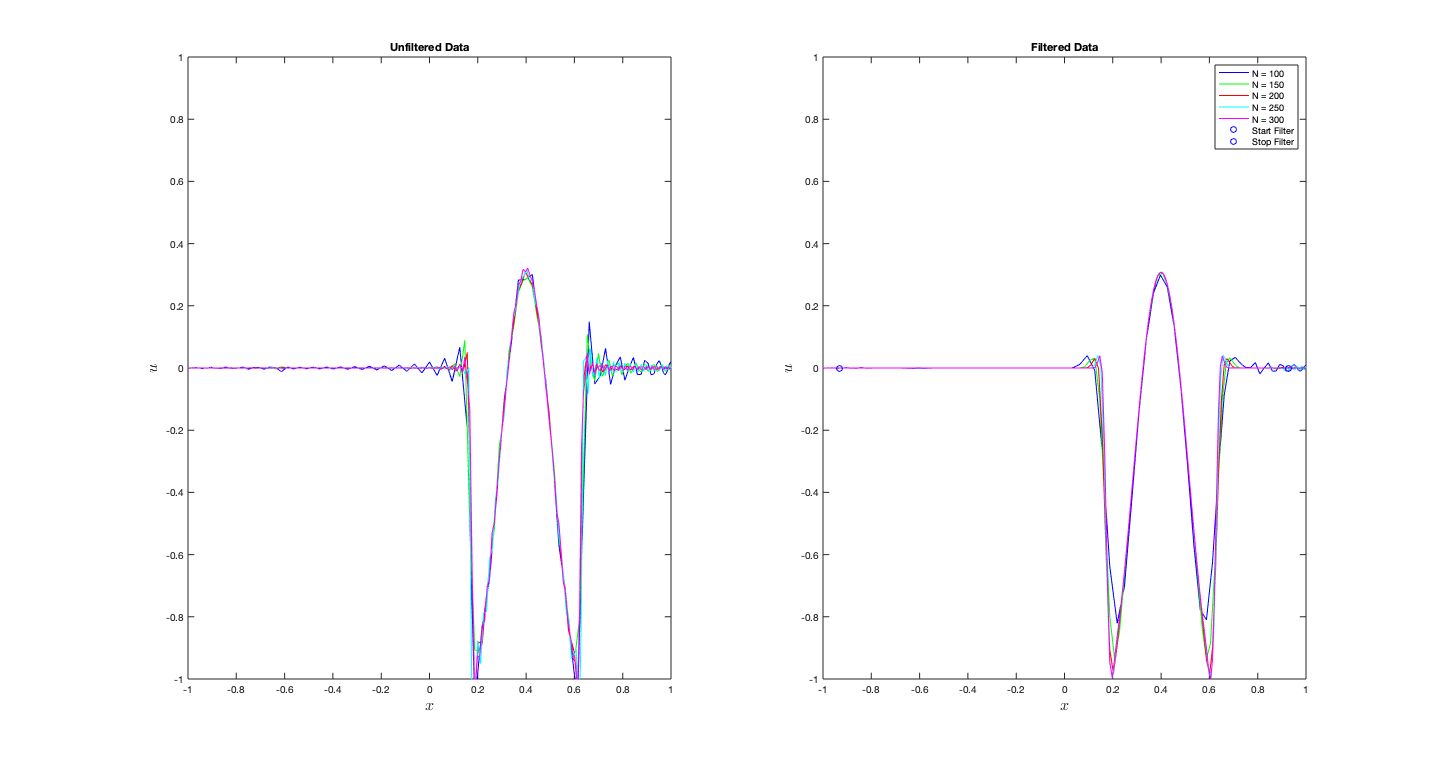 Unfiltered Data
1
0.8
0.6
0.4
0.2
0
-0.2
-0.4
-0.6
-0.8
-1
u
-1 -0.8 -0.6 -0.4 -0.2 0 0.2 0.4 0.6 0.8 1
x
Filtered Data
1
0.8
0.6
0.4
0.2
0
-0.2
-0.4
-0.6
-0.8
-1
u
-1 -0.8 -0.6 -0.4 -0.2 0 0.2 0.4 0.6 0.8 1
x
N = 100
N = 150
N = 200
N = 250
N = 300
Start Filter
Stop Filter